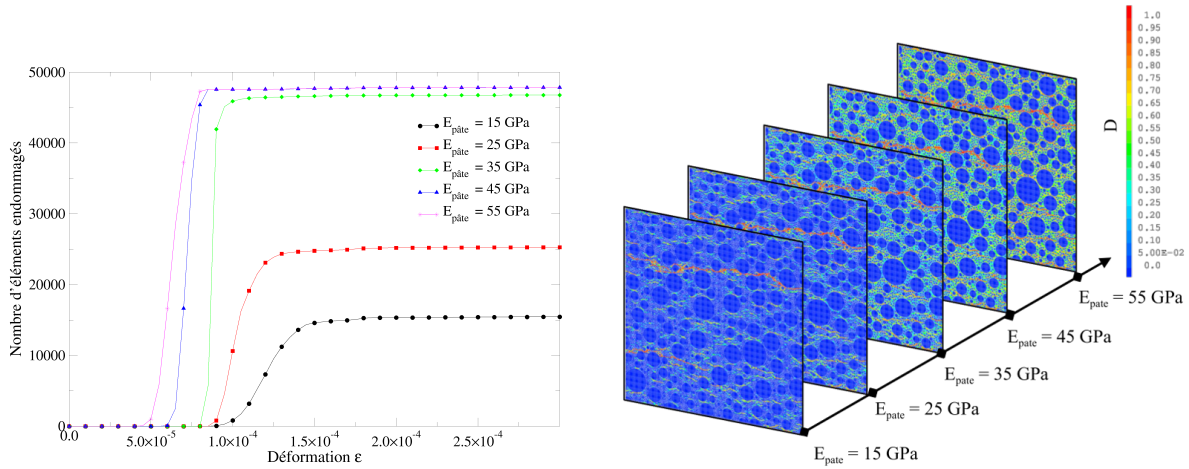 50000
40000
30000
20000
10000
0
Nombre d'éléments endommagés
E_pâte = 15 GPa
E_pâte = 25 GPa
E_pâte = 35 GPa
E_pâte = 45 GPa
E_pâte = 55 GPa
0.0 5.0×10^-5 1.0×10^-4 1.5×10^-4 2.0×10^-4 2.5×10^-4
Déformation ε
1.0
0.95
0.90
0.85
0.80
0.75
0.70
0.65
0.60
0.55
0.50
0.45
0.40
0.35
0.30
0.25
0.20
0.15
0.10
5.00E-02
0.0
D
E_pate = 55 GPa
E_pate = 45 GPa
E_pate = 35 GPa
E_pate = 25 GPa
E_pate = 15 GPa